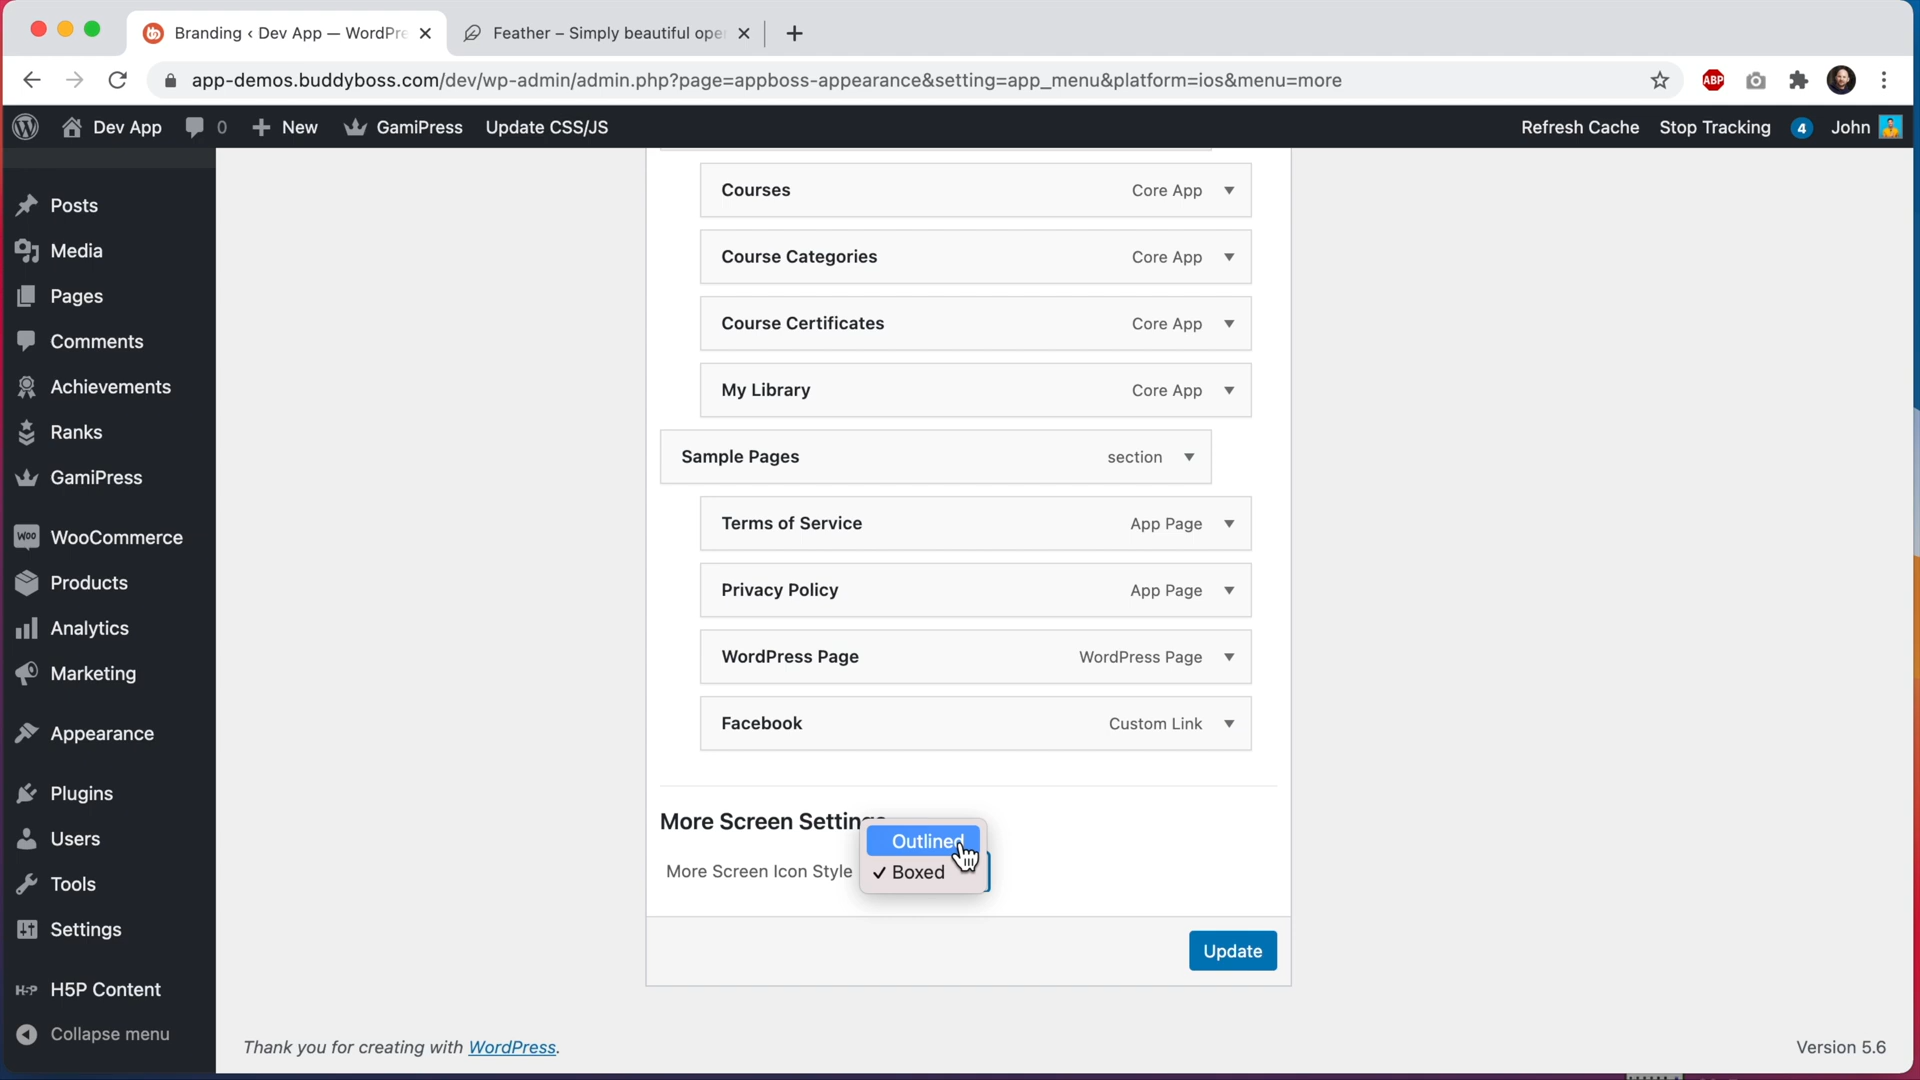 Branding ‹ Dev App — WordPre
Feather – Simply beautiful ope
app-demos.buddyboss.com/dev/wp-admin/admin.php?page=appboss-appearance&setting=app_menu&platform=ios&menu=more
ABP
Dev App
0
New
GamiPress
Update CSS/JS
Refresh Cache
Stop Tracking
4
John
Posts
Media
Pages
Comments
Achievements
Ranks
GamiPress
Woo
WooCommerce
Products
Analytics
Marketing
Appearance
Plugins
Users
Tools
Settings
H5P
H5P Content
Collapse menu
Courses
Core App
Course Categories
Core App
Course Certificates
Core App
My Library
Core App
Sample Pages
section
Terms of Service
App Page
Privacy Policy
App Page
WordPress Page
WordPress Page
Facebook
Custom Link
More Screen Settings
Outlined
More Screen Icon Style
✓ Boxed
Update
Thank you for creating with WordPress.
Version 5.6